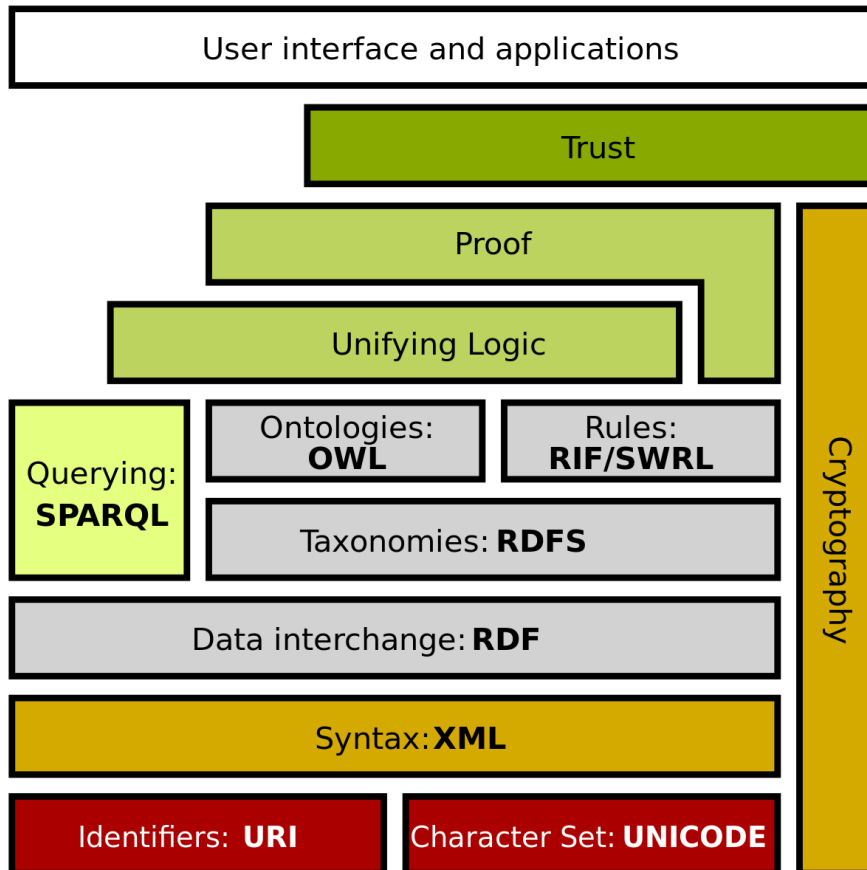 User interface and applications
Trust
Proof
Unifying Logic
Ontologies:
OWL
Rules:
RIF/SWRL
Querying:
SPARQL
Taxonomies: RDFS
Cryptography
Data interchange: RDF
Syntax: XML
Identifiers: URI
Character Set: UNICODE